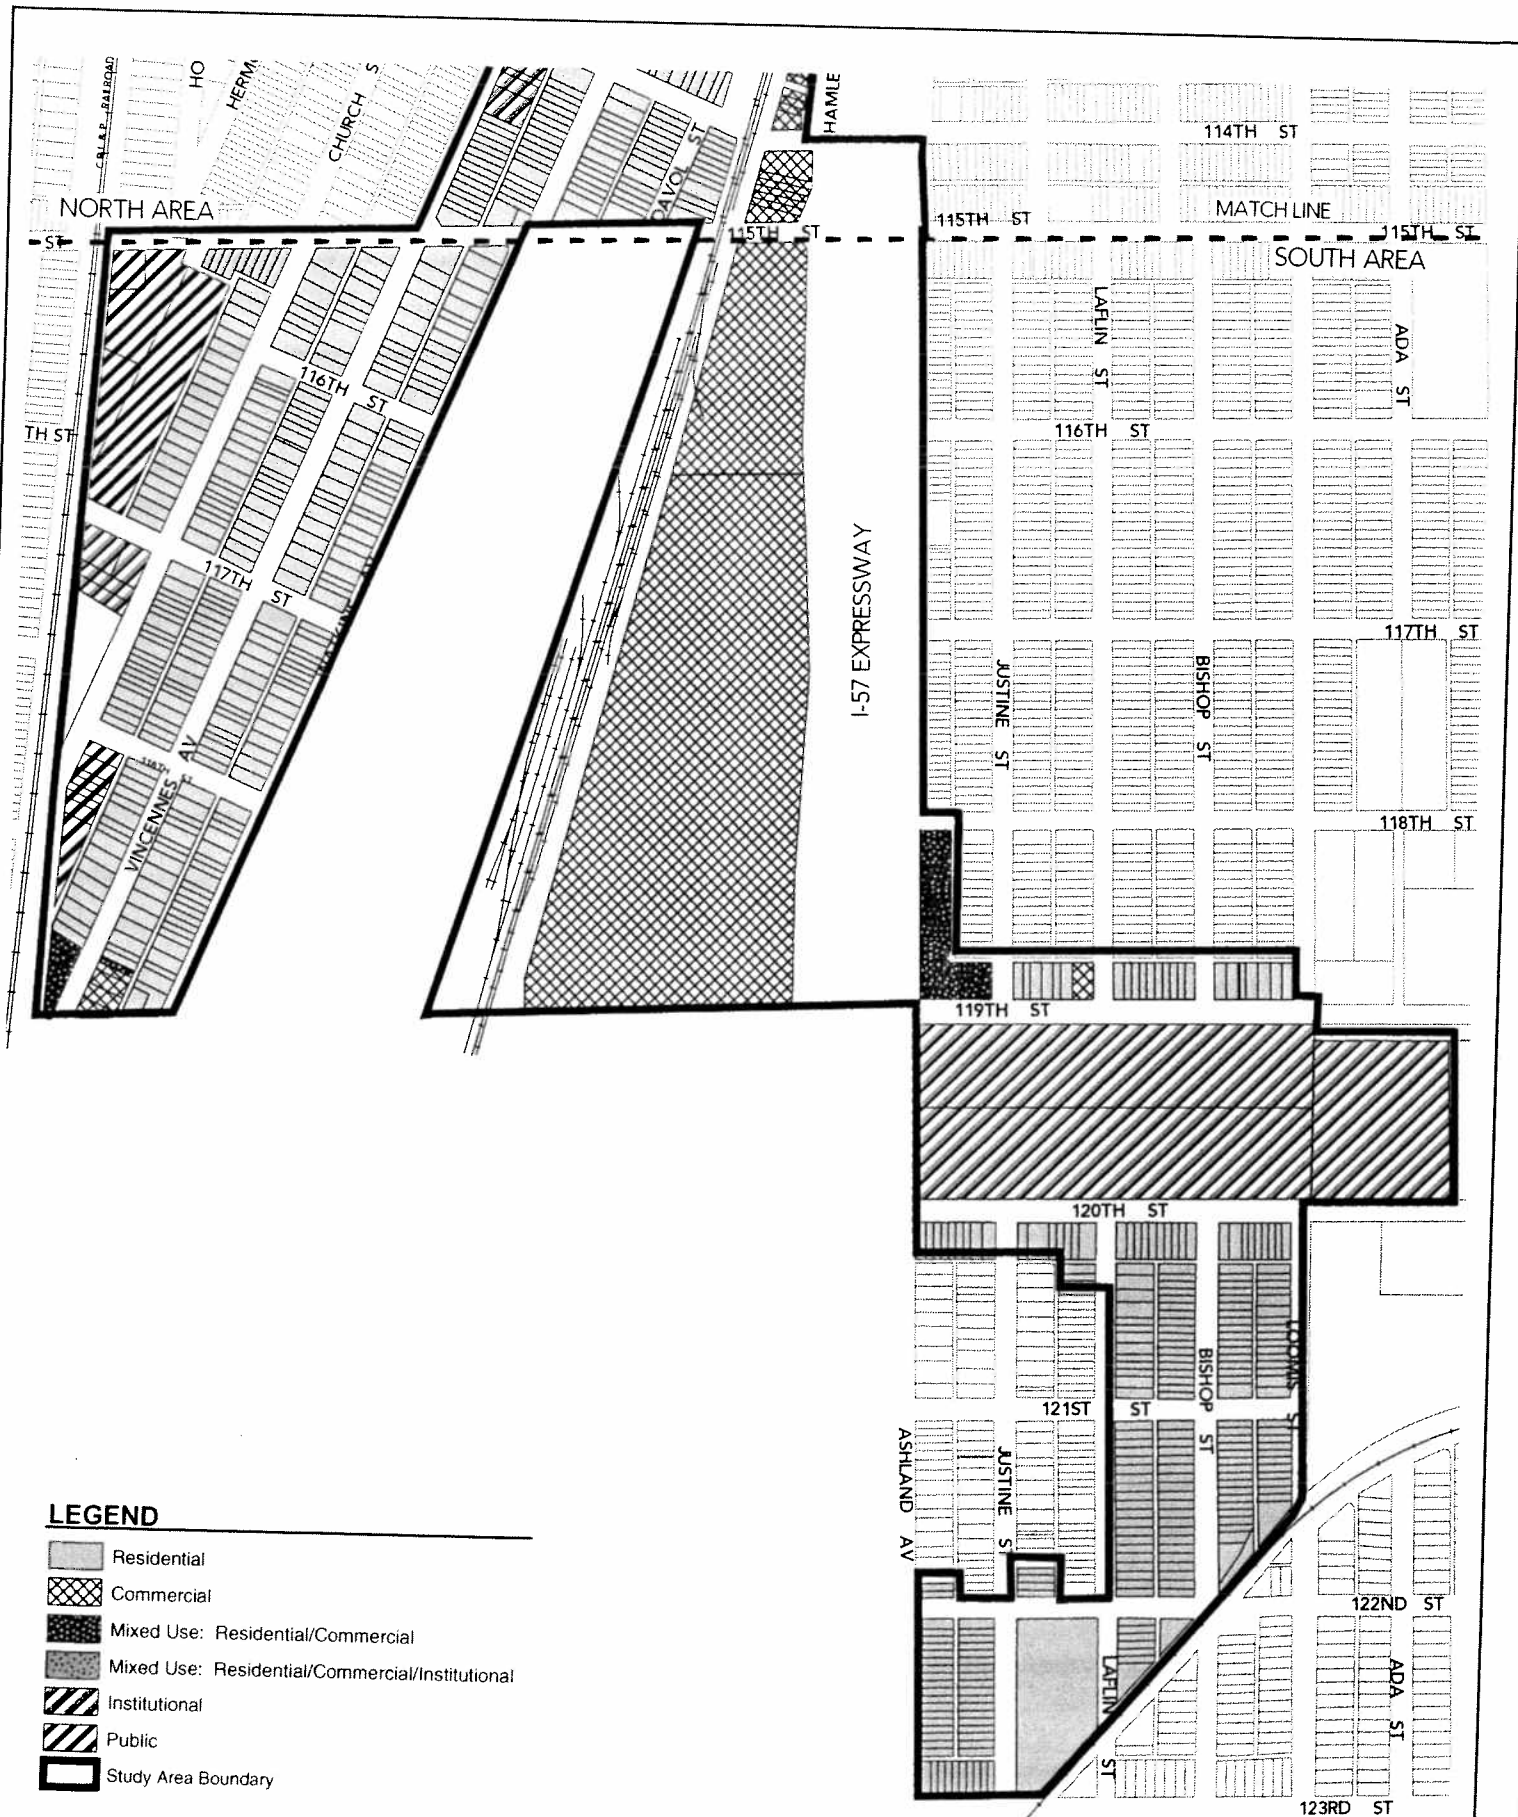 CRI & P RAILROAD
HO
CHURCH S
HAMLE
114TH ST
NORTH AREA
MATCH LINE
ST
115TH ST
115TH ST
115TH ST
SOUTH AREA
LAFLIN ST
ADA ST
116TH ST
TH ST
116TH ST
I-57 EXPRESSWAY
117TH ST
117TH ST
JUSTINE ST
BISHOP ST
118TH ST
VINCENNES AV
118TH ST
119TH ST
120TH ST
LOOMIS ST
BISHOP ST
121ST ST
ASHLAND AV
JUSTINE S
122ND ST
LAFLIN ST
ADA ST
123RD ST
LEGEND
Residential
Commercial
Mixed Use: Residential/Commercial
Mixed Use: Residential/Commercial/Institutional
Institutional
Public
Study Area Boundary